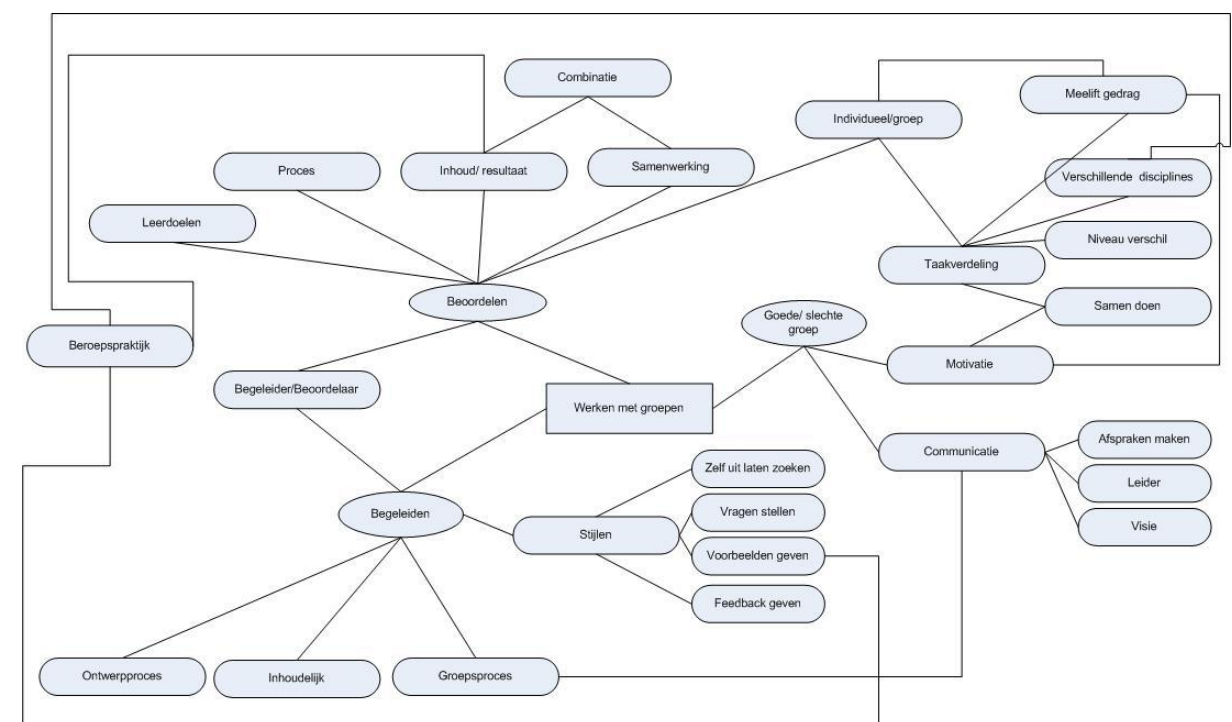 Combinatie
Meelift gedrag
Individueel/groep
Proces
Inhoud/ resultaat
Samenwerking
Verschillende disciplines
Leerdoelen
Niveau verschil
Taakverdeling
Beoordelen
Samen doen
Goede/ slechte
groep
Beroepspraktijk
Motivatie
Begeleider/Beoordelaar
Werken met groepen
Afspraken maken
Communicatie
Zelf uit laten zoeken
Leider
Begeleiden
Vragen stellen
Visie
Stijlen
Voorbeelden geven
Feedback geven
Ontwerpproces
Inhoudelijk
Groepsproces